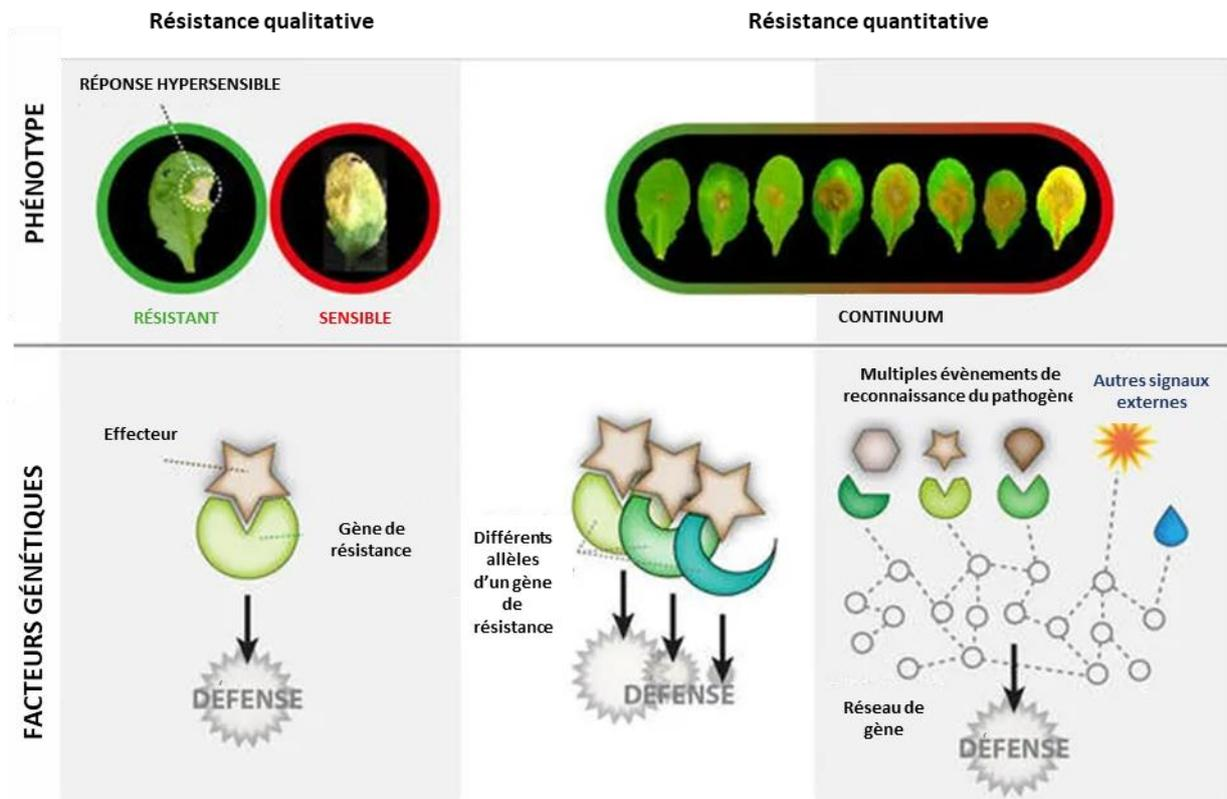 Résistance qualitative
Résistance quantitative
PHÉNOTYPE
RÉPONSE HYPERSENSIBLE
RÉSISTANT
SENSIBLE
CONTINUUM
FACTEURS GÉNÉTIQUES
Effecteur
Gène de
résistance
DÉFENSE
Différents
allèles
d'un gène
de
résistance
DÉFENSE
Multiples évènements de
reconnaissance du pathogène
Autres signaux
externes
Réseau de
gène
DÉFENSE